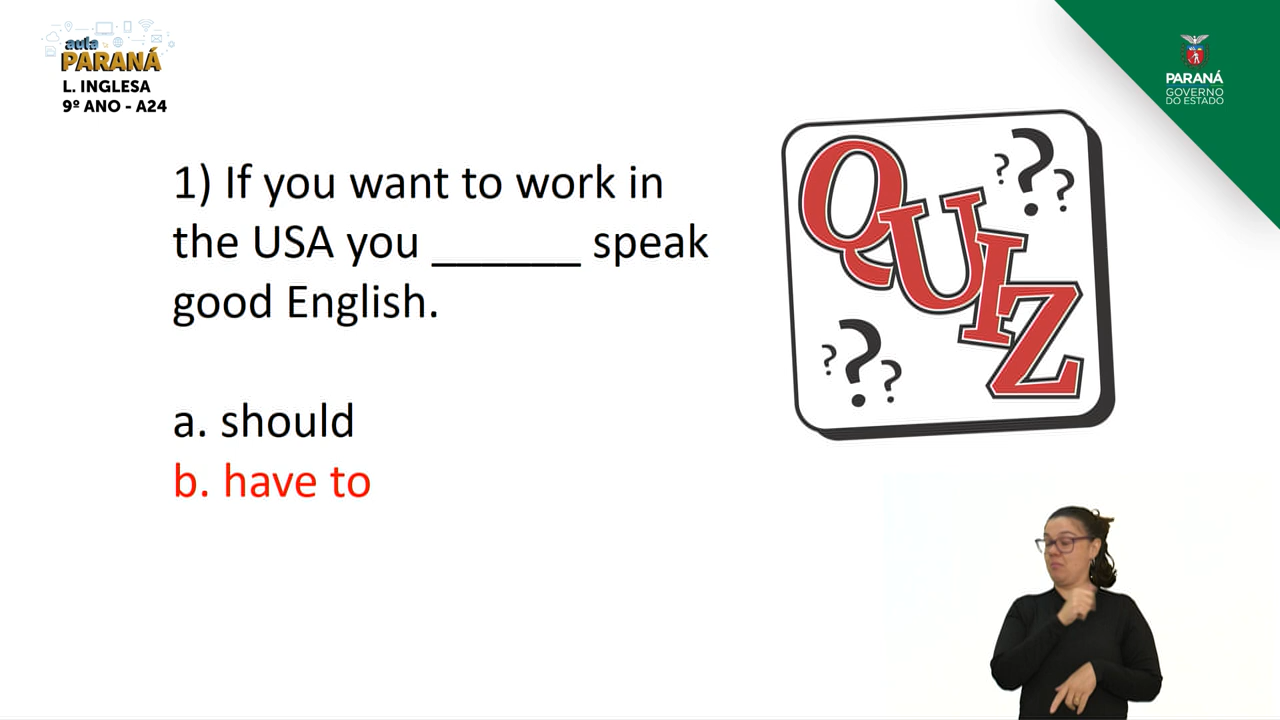 aula
PARANÁ
L. INGLESA
9º ANO - A24
PARANÁ
GOVERNO
DO ESTADO
1) If you want to work in
the USA you ______ speak
good English.
a. should
b. have to
QUIZ
???
???